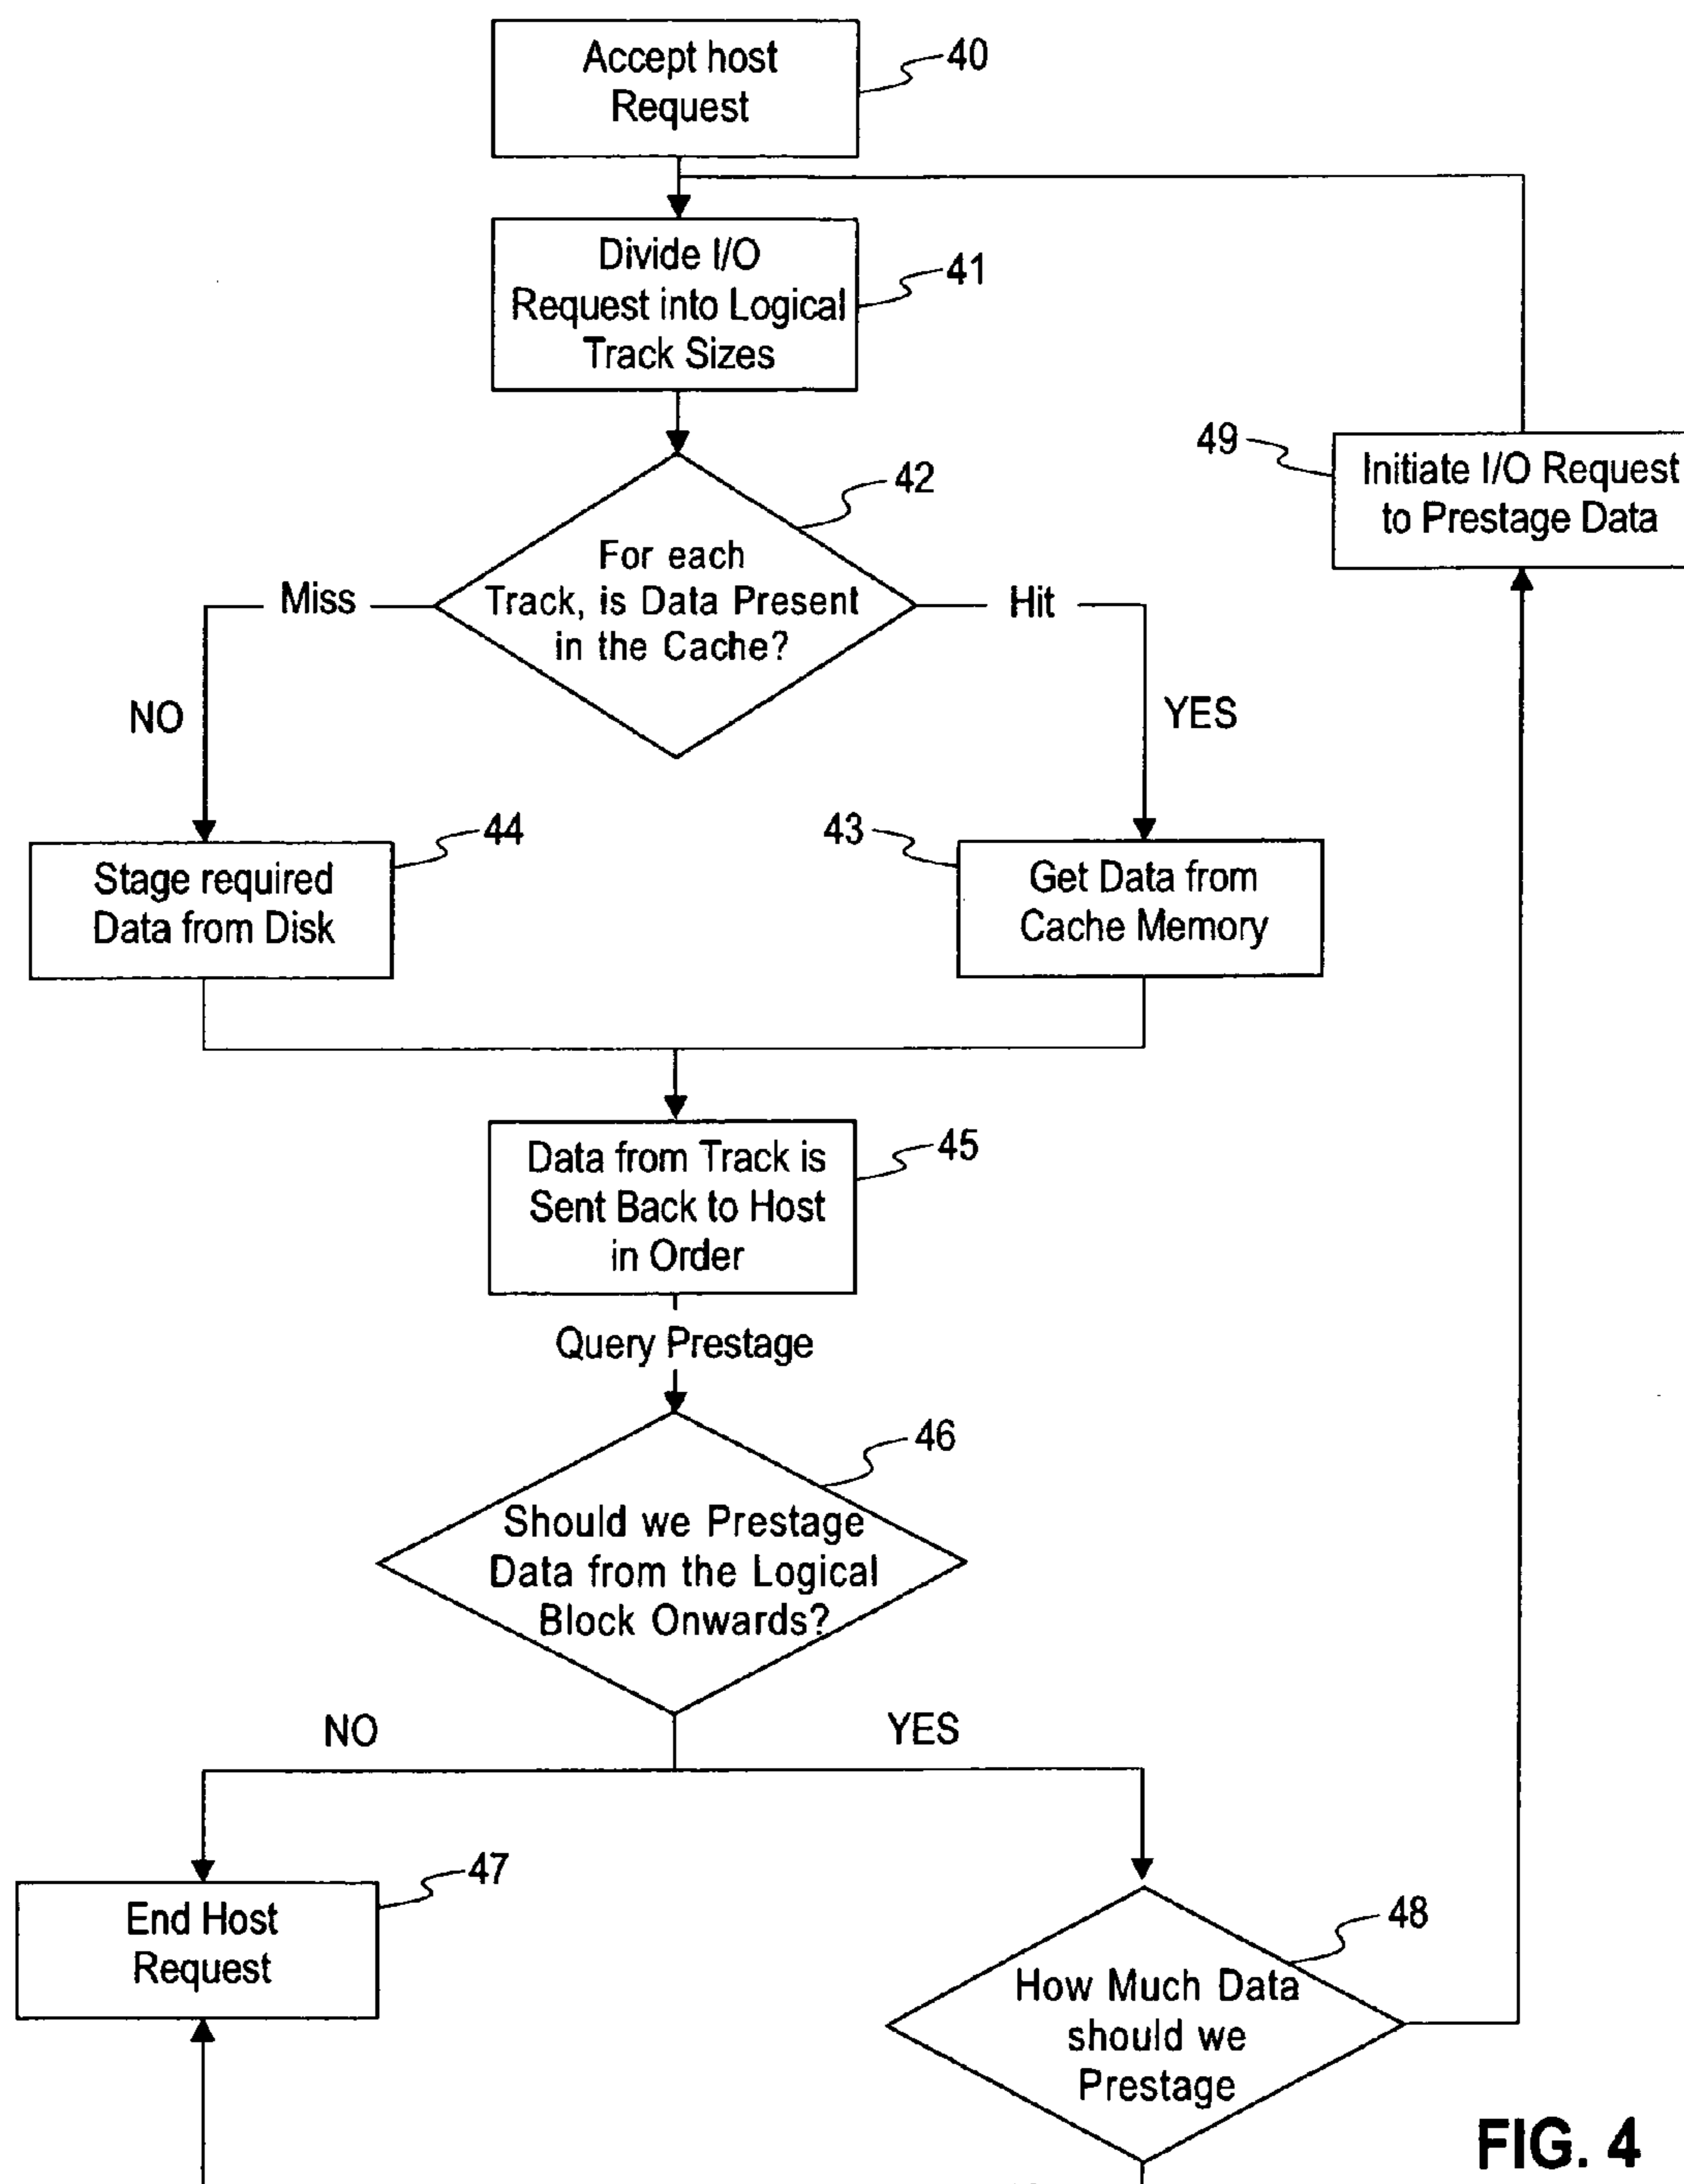 Accept host
Request
40
Divide I/O
Request into Logical
Track Sizes
41
42
For each
Track, is Data Present
in the Cache?
Miss
Hit
NO
YES
49
Initiate I/O Request
to Prestage Data
44
Stage required
Data from Disk
43
Get Data from
Cache Memory
45
Data from Track is
Sent Back to Host
in Order
Query Prestage
46
Should we Prestage
Data from the Logical
Block Onwards?
NO
YES
47
End Host
Request
48
How Much Data
should we
Prestage
FIG. 4